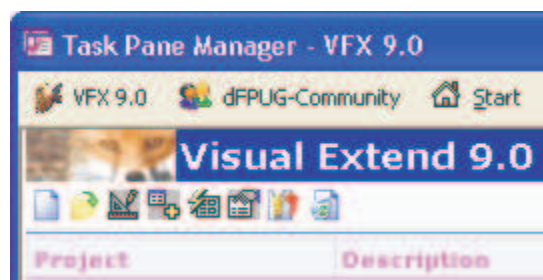 Task Pane Manager - VFX 9.0
VFX 9.0 dFPUG-Community Start
Visual Extend 9.0
Project Description